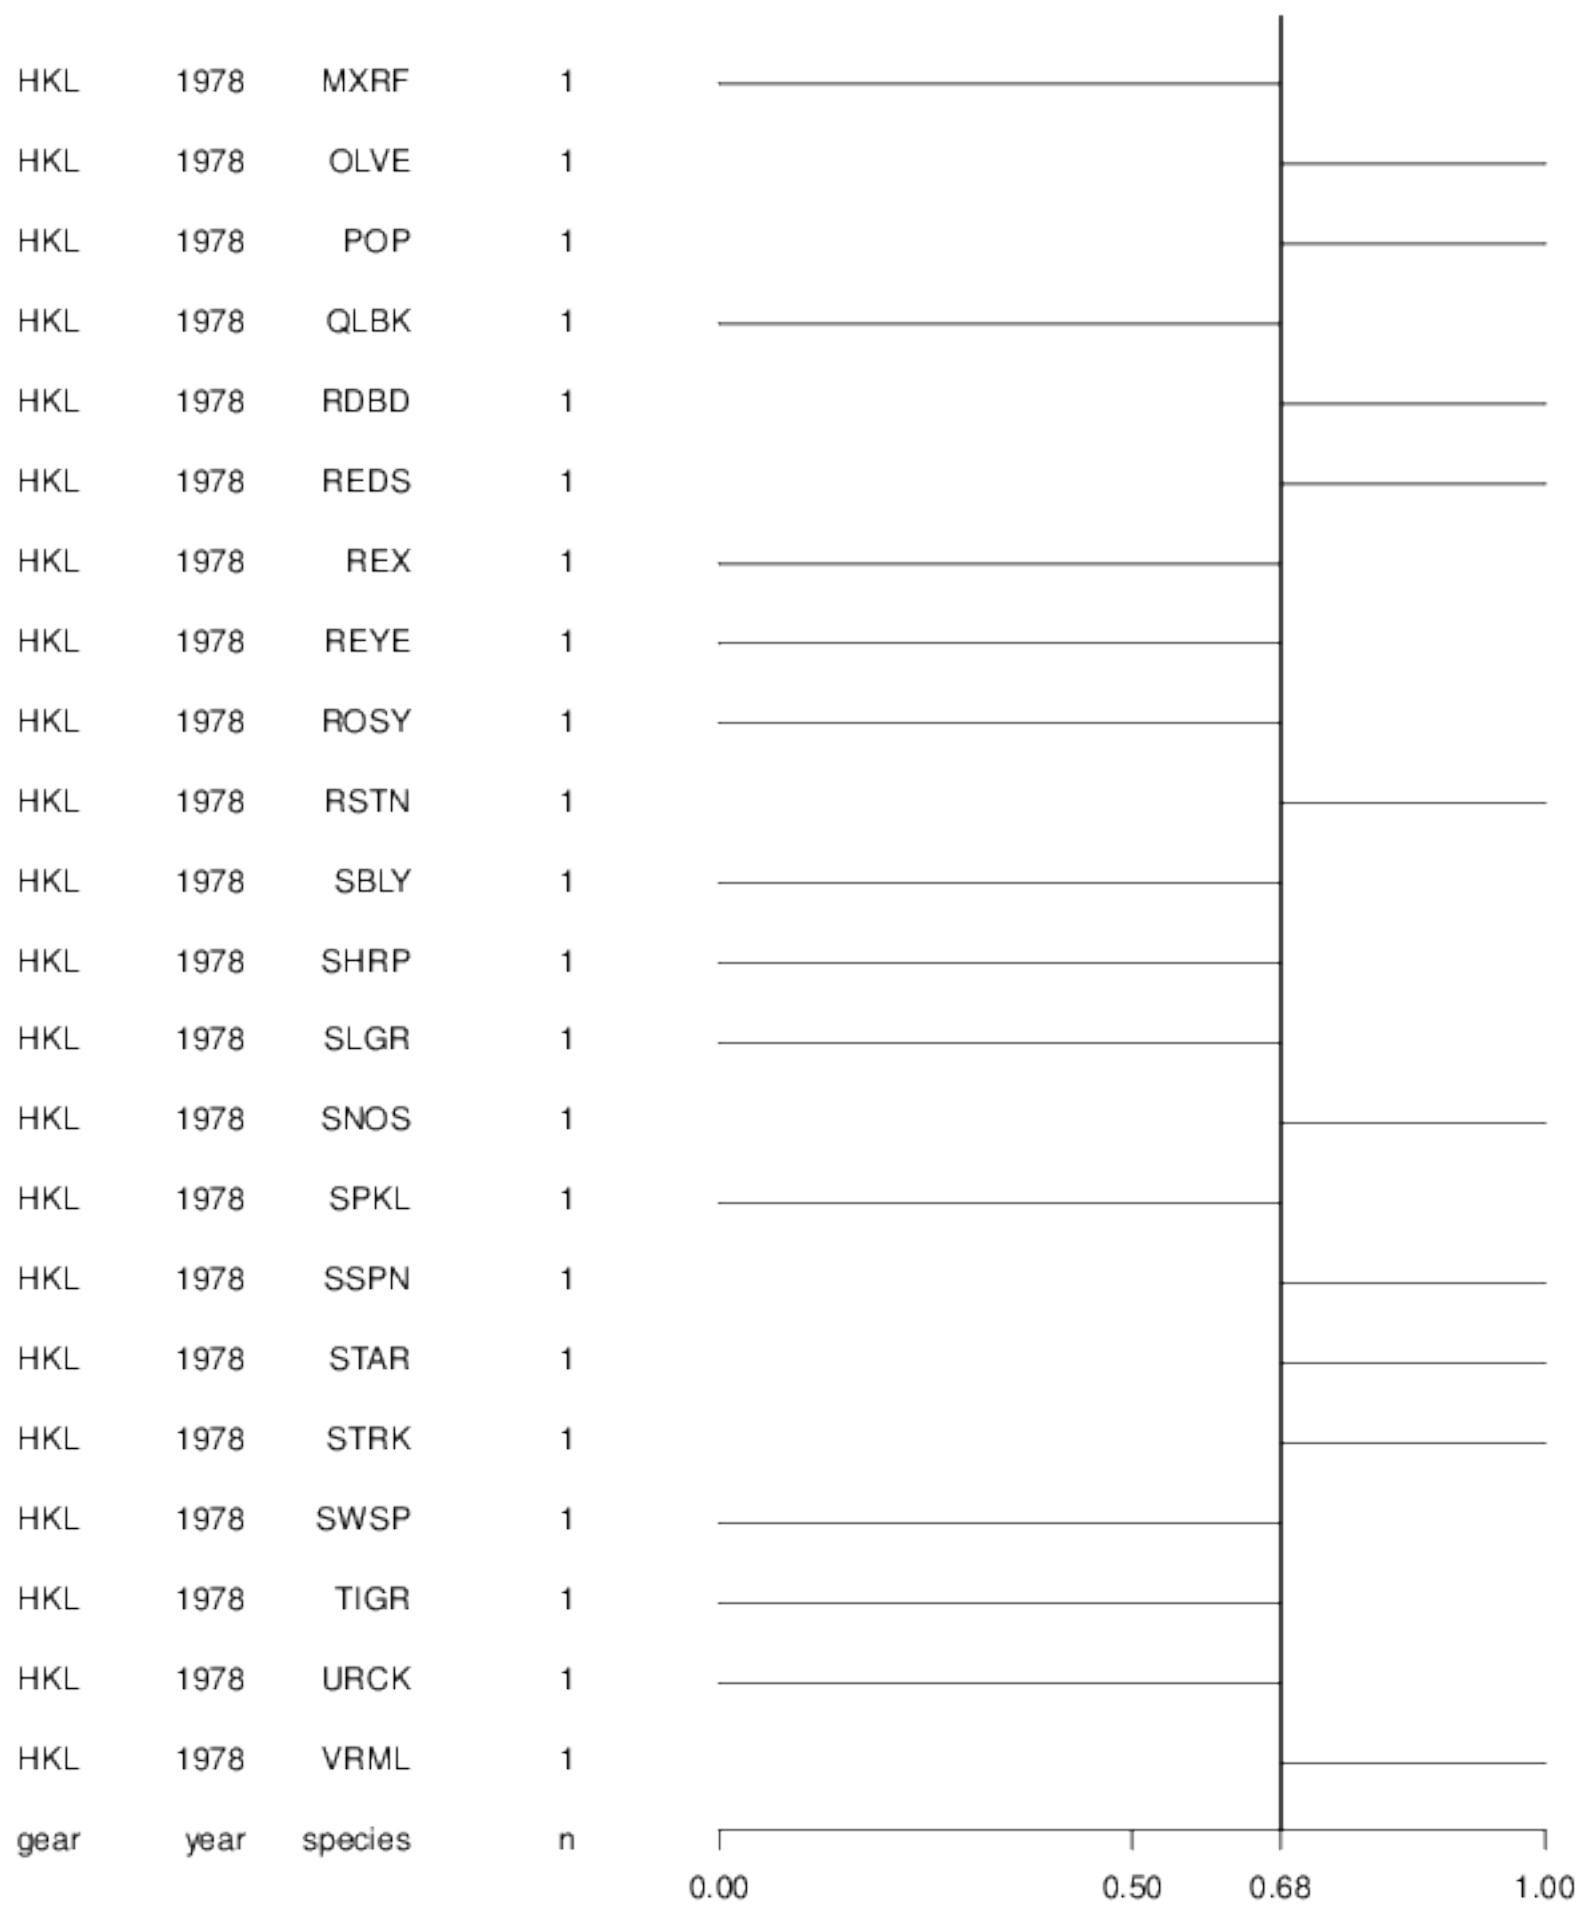 HKL 1978 MXRF 1
HKL 1978 OLVE 1
HKL 1978 POP 1
HKL 1978 QLBK 1
HKL 1978 RDBD 1
HKL 1978 REDS 1
HKL 1978 REX 1
HKL 1978 REYE 1
HKL 1978 ROSY 1
HKL 1978 RSTN 1
HKL 1978 SBLY 1
HKL 1978 SHRP 1
HKL 1978 SLGR 1
HKL 1978 SNOS 1
HKL 1978 SPKL 1
HKL 1978 SSPN 1
HKL 1978 STAR 1
HKL 1978 STRK 1
HKL 1978 SWSP 1
HKL 1978 TIGR 1
HKL 1978 URCK 1
HKL 1978 VRML 1
gear year species n
0.00 0.50 0.68 1.00